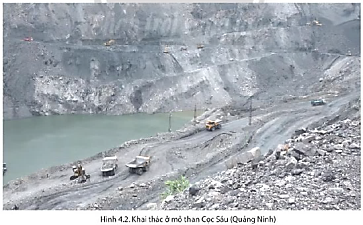 Hình 4.2. Khai thác ở mỏ than Cọc Sáu (Quảng Ninh)